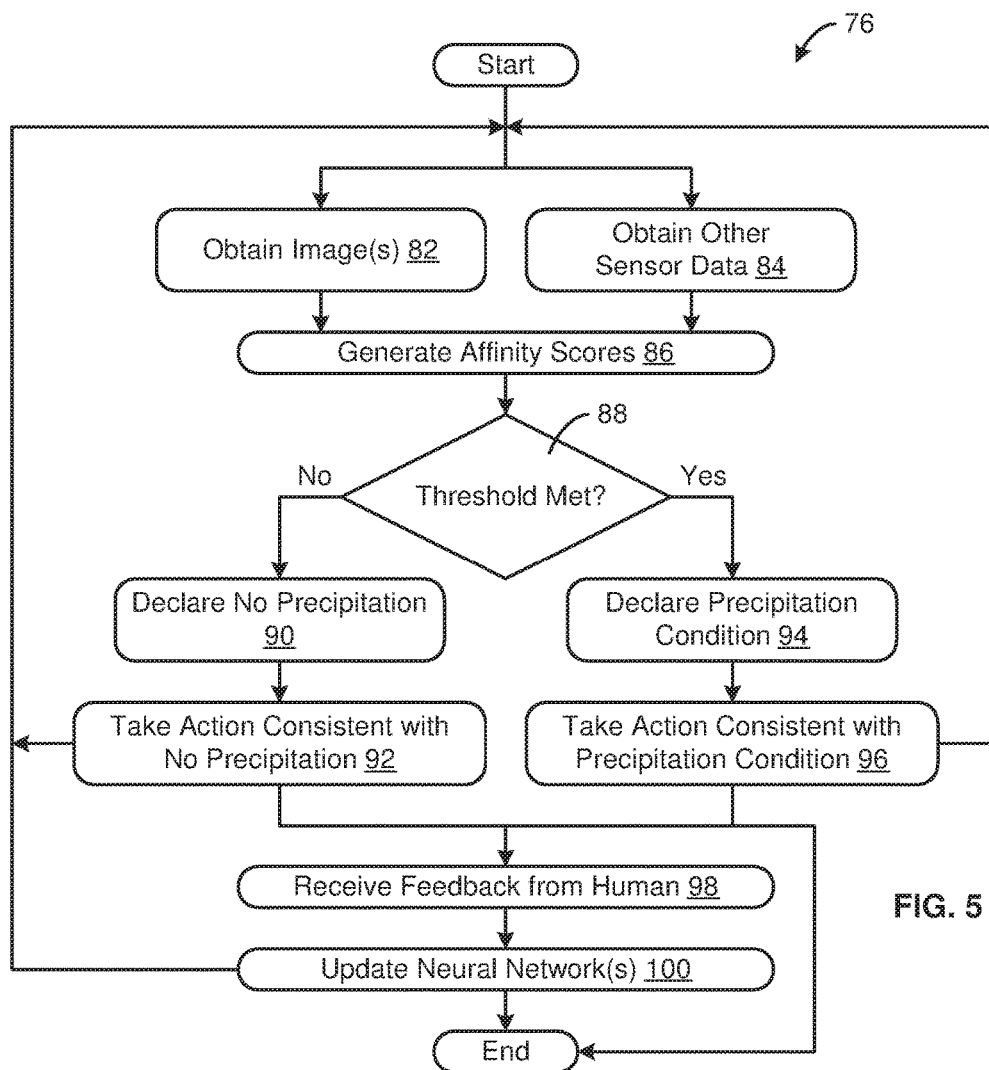 76
Start
Obtain Image(s) 82
Obtain Other
Sensor Data 84
Generate Affinity Scores 86
88
No
Yes
Threshold Met?
Declare No Precipitation
90
Declare Precipitation
Condition 94
Take Action Consistent with
No Precipitation 92
Take Action Consistent with
Precipitation Condition 96
Receive Feedback from Human 98
FIG. 5
Update Neural Network(s) 100
End